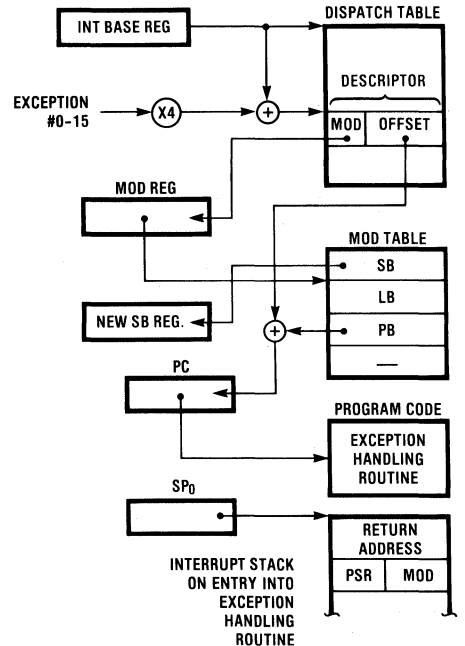 DISPATCH TABLE
INT BASE REG
DESCRIPTOR
EXCEPTION
#0-15
X4
+
MOD
OFFSET
MOD REG
MOD TABLE
SB
LB
NEW SB REG.
+
PB
—
PC
PROGRAM CODE
EXCEPTION
HANDLING
ROUTINE
SP₀
RETURN
ADDRESS
PSR
MOD
INTERRUPT STACK
ON ENTRY INTO
EXCEPTION
HANDLING
ROUTINE